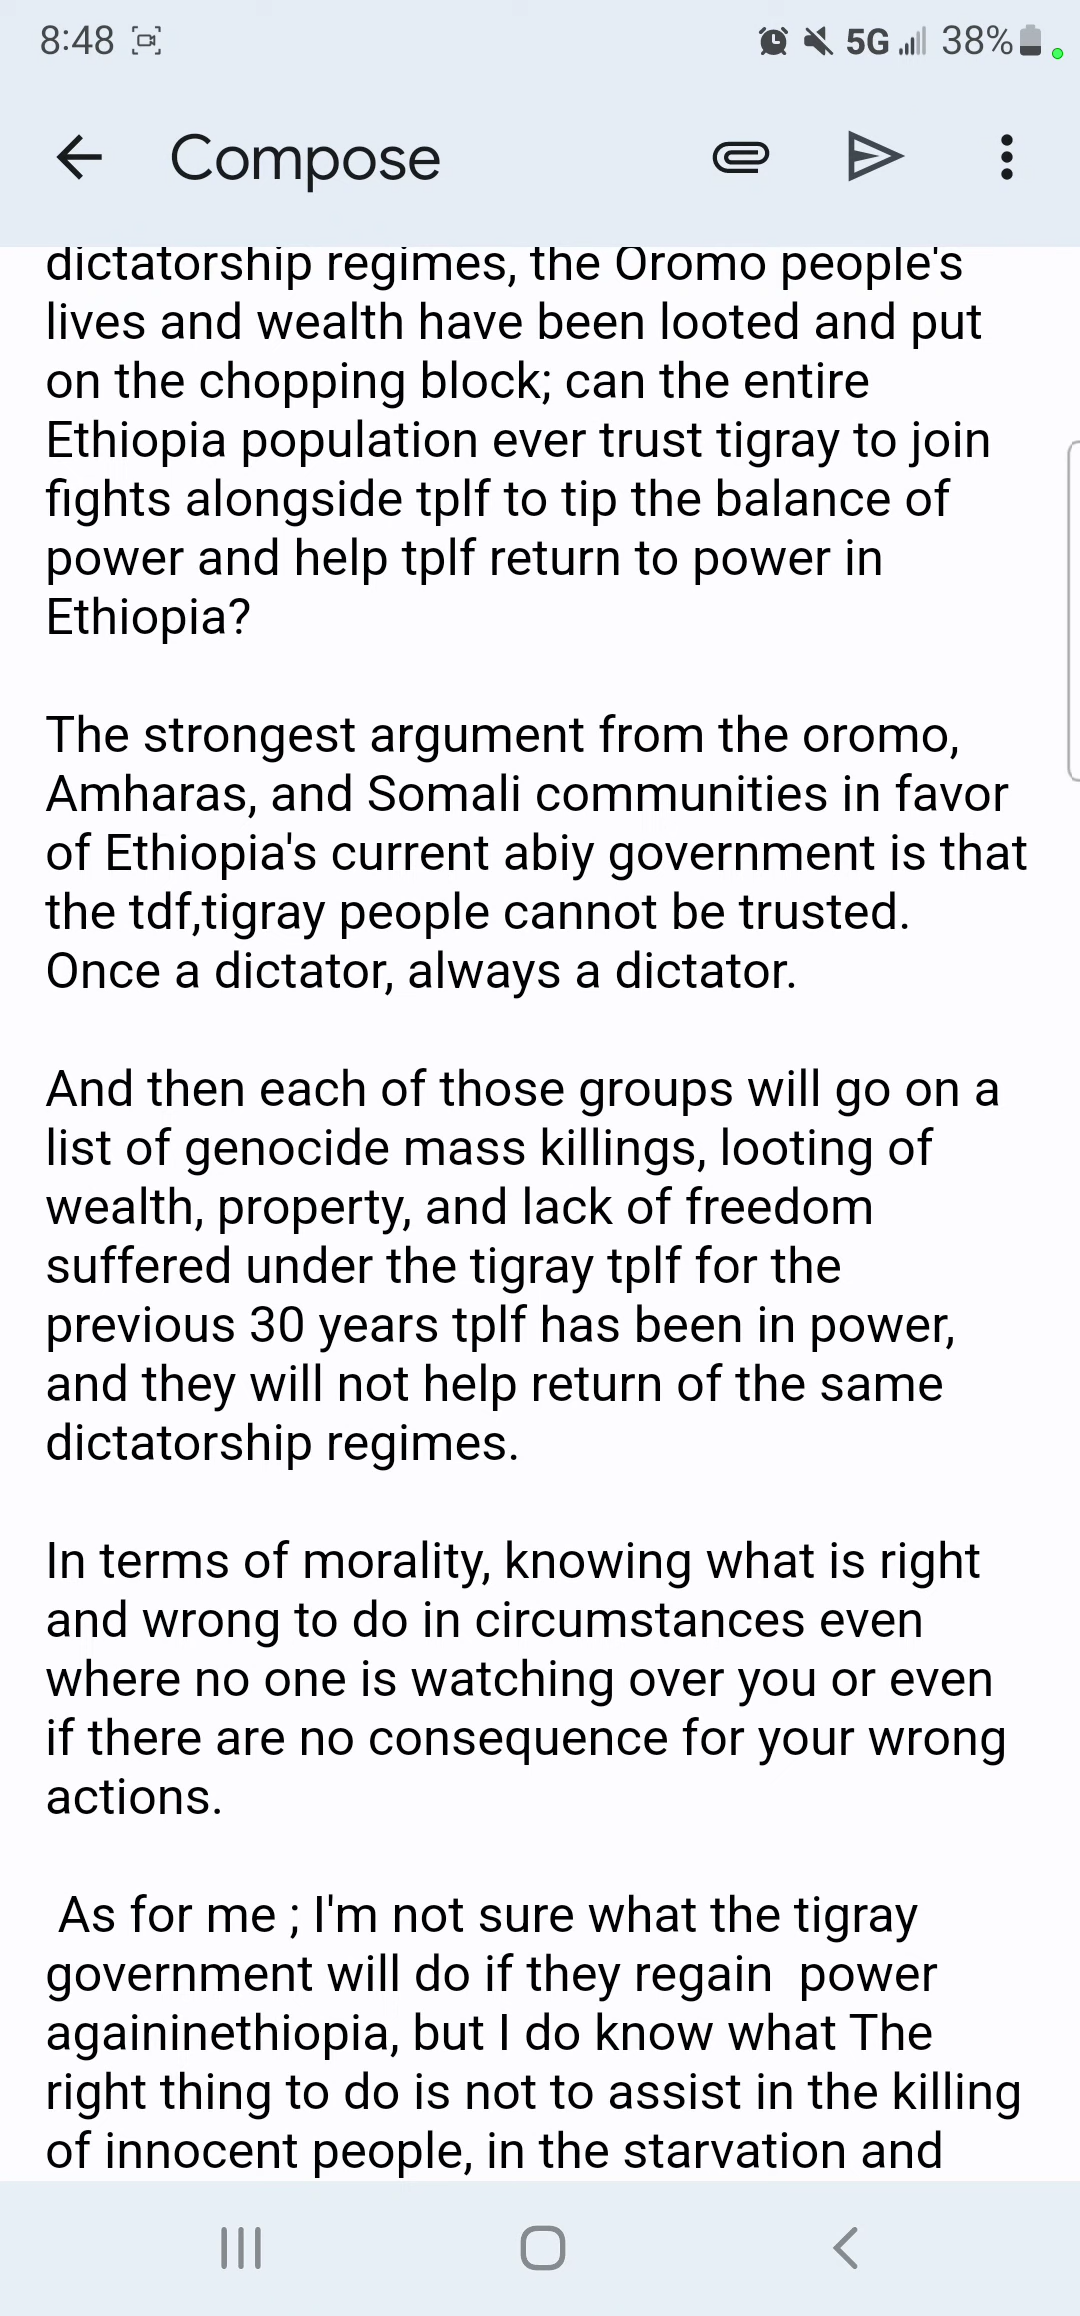 8:48
5G 38%
Compose
dictatorship regimes, the Oromo people's
lives and wealth have been looted and put
on the chopping block; can the entire
Ethiopia population ever trust tigray to join
fights alongside tplf to tip the balance of
power and help tplf return to power in
Ethiopia?
The strongest argument from the oromo,
Amharas, and Somali communities in favor
of Ethiopia's current abiy government is that
the tdf,tigray people cannot be trusted.
Once a dictator, always a dictator.
And then each of those groups will go on a
list of genocide mass killings, looting of
wealth, property, and lack of freedom
suffered under the tigray tplf for the
previous 30 years tplf has been in power,
and they will not help return of the same
dictatorship regimes.
In terms of morality, knowing what is right
and wrong to do in circumstances even
where no one is watching over you or even
if there are no consequence for your wrong
actions.
As for me ; I'm not sure what the tigray
government will do if they regain  power
againinethiopia, but I do know what The
right thing to do is not to assist in the killing
of innocent people, in the starvation and